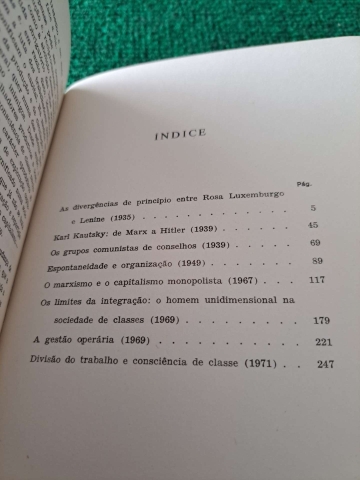 INDICE
Pág.
As divergências de princípio entre Rosa Luxemburgo
e Lenine (1935) . . . . . . . . . . . . 5
Karl Kautsky: de Marx a Hitler (1939) . . . . . 45
Os grupos comunistas de conselhos (1939) . . . . 69
Espontaneidade e organização (1949) . . . . . . 89
O marxismo e o capitalismo monopolista (1967) . . . 117
Os limites da integração: o homem unidimensional na
sociedade de classes (1969) . . . . . . . . 179
A gestão operária (1969) . . . . . . . . . . 221
Divisão do trabalho e consciência de classe (1971) . . 247